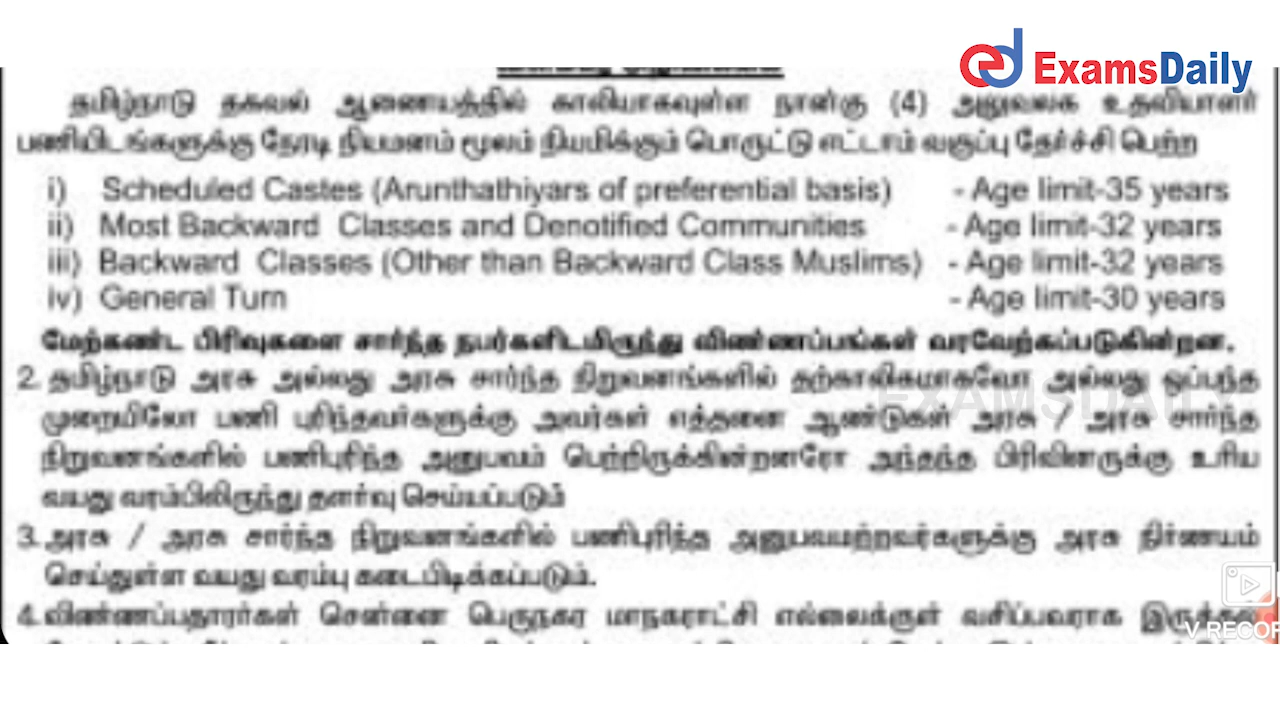 ExamsDaily
தமிழ்நாடு தகவல் ஆணையத்தில் காலியாகவுள்ள நான்கு (4) அலுவலக உதவியாளர்
பணியிடங்களுக்கு நேரடி நியமனம் மூலம் நியமிக்கும் பொருட்டு எட்டாம் வகுப்பு தேர்ச்சி பெற்ற
i) Scheduled Castes (Arunthathiyars of preferential basis) - Age limit-35 years
ii) Most Backward Classes and Denotified Communities - Age limit-32 years
iii) Backward Classes (Other than Backward Class Muslims) - Age limit-32 years
iv) General Turn - Age limit-30 years
மேற்கண்ட பிரிவுகளை சார்ந்த நபர்களிடமிருந்து விண்ணப்பங்கள் வரவேற்கப்படுகின்றன.
2. தமிழ்நாடு அரசு அல்லது அரசு சார்ந்த நிறுவனங்களில் தற்காலிகமாகவோ அல்லது ஒப்பந்த
முறையிலோ பணி புரிந்தவர்களுக்கு அவர்கள் எத்தனை ஆண்டுகள் அரசு / அரசு சார்ந்த
நிறுவனங்களில் பணிபுரிந்த அனுபவம் பெற்றிருக்கின்றனரோ அந்தந்த பிரிவினருக்கு உரிய
வயது வரம்பிலிருந்து தளர்வு செய்யப்படும்
EXAMSDAILY
3. அரசு / அரசு சார்ந்த நிறுவனங்களில் பணிபுரிந்த அனுபவமற்றவர்களுக்கு அரசு நிர்ணயம்
செய்துள்ள வயது வரம்பு கடைபிடிக்கப்படும்.
4. விண்ணப்பதாரர்கள் சென்னை பெருநகர மாநகராட்சி எல்லைக்குள் வசிப்பவராக இருக்க
V RECOR